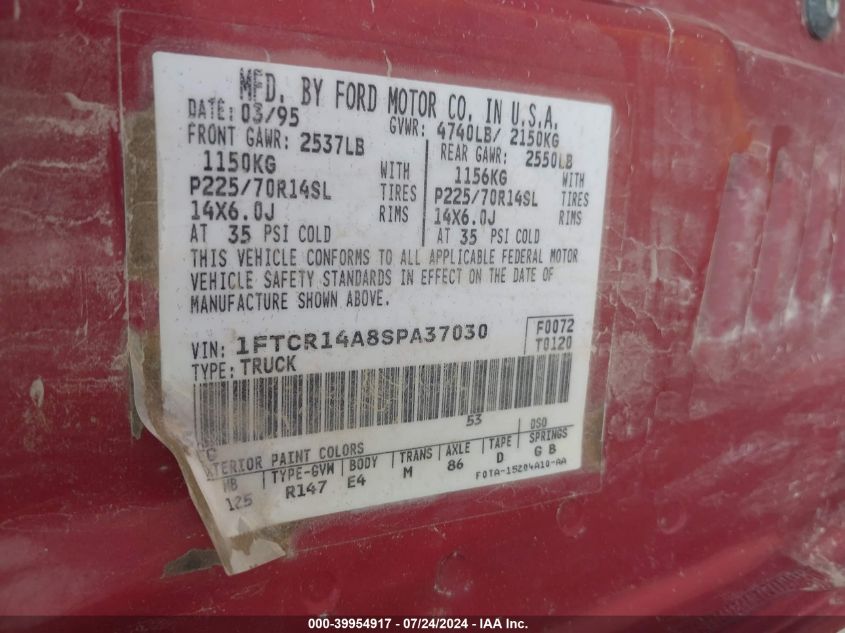 MFD. BY FORD MOTOR CO. IN U.S.A.
DATE: 03/95 GVWR: 4740LB/ 2150KG
FRONT GAWR: 2537LB REAR GAWR: 2550LB
1150KG WITH 1156KG WITH
P225/70R14SL TIRES P225/70R14SL TIRES
14X6.0J RIMS 14X6.0J RIMS
AT 35 PSI COLD AT 35 PSI COLD
THIS VEHICLE CONFORMS TO ALL APPLICABLE FEDERAL MOTOR
VEHICLE SAFETY STANDARDS IN EFFECT ON THE DATE OF
MANUFACTURE SHOWN ABOVE.
VIN: 1FTCR14A8SPA37030 F0072
TYPE: TRUCK T0120
53
TERIOR PAINT COLORS DSO
WB TYPE-GVW BODY TRANS AXLE TAPE SPRINGS
125 R147 E4 M 86 D G B
F0TA-15204A10-AA
000-39954917 - 07/24/2024 - IAA Inc.